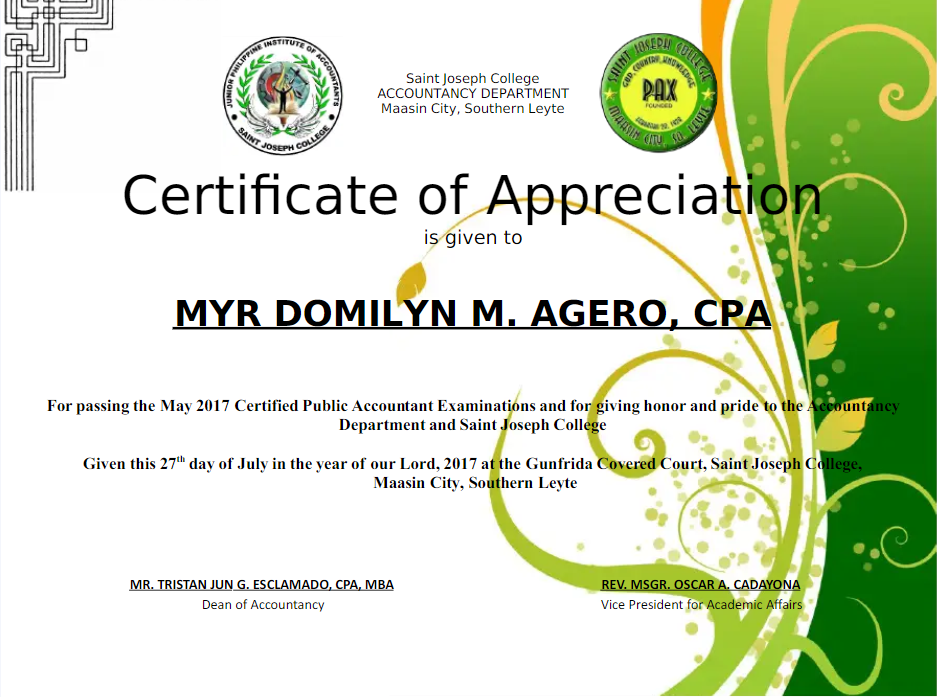 JUNIOR PHILIPPINE INSTITUTE OF ACCOUNTANTS
SAINT JOSEPH COLLEGE
Saint Joseph College
ACCOUNTANCY DEPARTMENT
Maasin City, Southern Leyte
SAINT JOSEPH COLLEGE
GOD, COUNTRY, KNOWLEDGE
PAX
FOUNDED
MAASIN CITY, SO. LEYTE
Certificate of Appreciation
is given to
MYR DOMILYN M. AGERO, CPA
For passing the May 2017 Certified Public Accountant Examinations and for giving honor and pride to the Accountancy
Department and Saint Joseph College
Given this 27th day of July in the year of our Lord, 2017 at the Gunfrida Covered Court, Saint Joseph College,
Maasin City, Southern Leyte
MR. TRISTAN JUN G. ESCLAMADO, CPA, MBA
Dean of Accountancy
REV. MSGR. OSCAR A. CADAYONA
Vice President for Academic Affairs